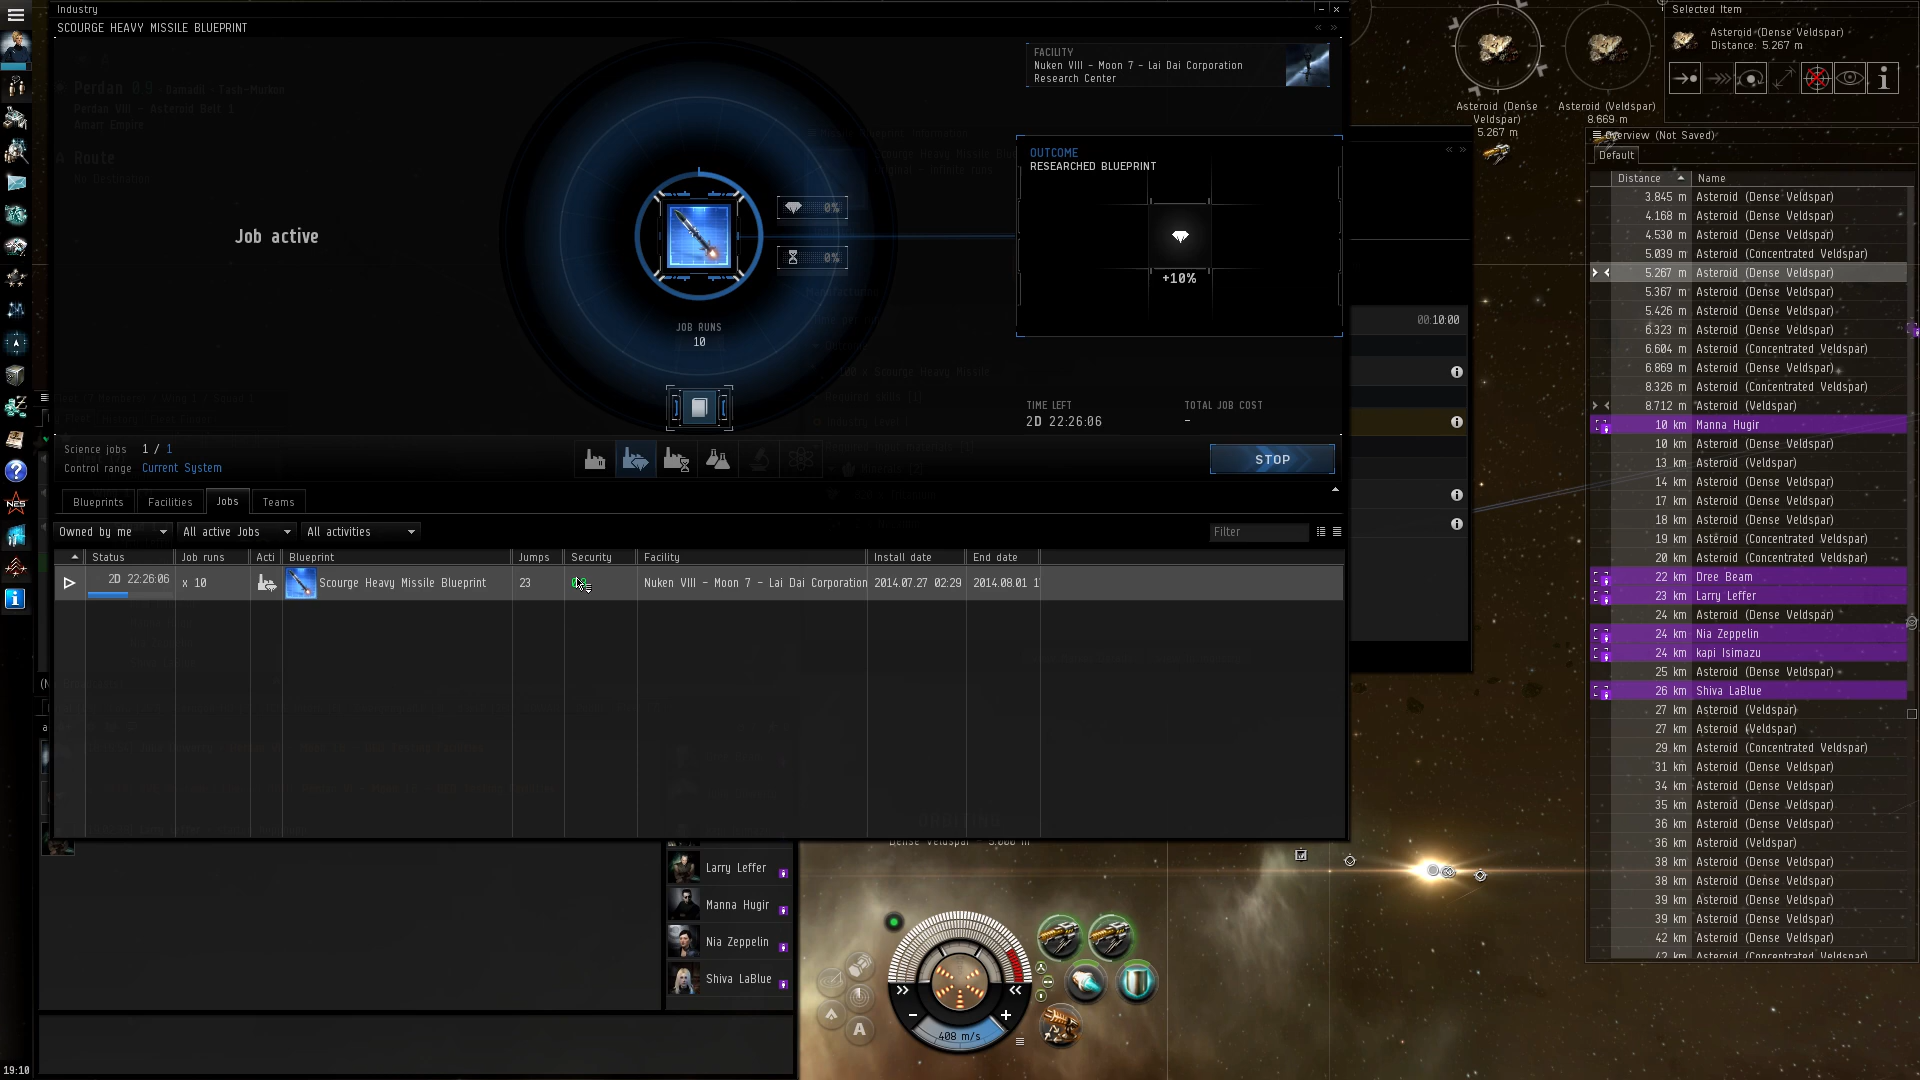 Industry
SCOURGE HEAVY MISSILE BLUEPRINT
FACILITY
Nuken VIII - Moon 7 - Lai Dai Corporation
Research Center
Perdan 0.9
Route
No Destination
Job active
0%
0%
JOB RUNS
10
OUTCOME
RESEARCHED BLUEPRINT
+10%
TIME LEFT
2D 22:26:06
TOTAL JOB COST
-
Science jobs 1 / 1
Control range Current System
STOP
Blueprints
Facilities
Jobs
Teams
Owned by me
All active Jobs
All activities
Filter
Status
Job runs
Acti
Blueprint
Jumps
Security
Facility
Install date
End date
2D 22:26:06
x 10
Scourge Heavy Missile Blueprint
23
Nuken VIII - Moon 7 - Lai Dai Corporation
2014.07.27 02:29
2014.08.01 1
00:10:00
Larry Leffer
Manna Hugir
Nia Zeppelin
Shiva LaBlue
408 m/s
A
19:10
Asteroid (Dense
Veldspar)
5.267 m
Asteroid (Veldspar)
8.669 m
Selected Item
Asteroid (Dense Veldspar)
Distance: 5.267 m
Overview (Not Saved)
Default
Distance
Name
3.845 m Asteroid (Dense Veldspar)
4.168 m Asteroid (Dense Veldspar)
4.530 m Asteroid (Dense Veldspar)
5.039 m Asteroid (Concentrated Veldspar)
5.267 m Asteroid (Dense Veldspar)
5.367 m Asteroid (Dense Veldspar)
5.426 m Asteroid (Dense Veldspar)
6.323 m Asteroid (Dense Veldspar)
6.604 m Asteroid (Concentrated Veldspar)
6.869 m Asteroid (Dense Veldspar)
8.326 m Asteroid (Concentrated Veldspar)
8.712 m Asteroid (Veldspar)
10 km Manna Hugir
10 km Asteroid (Dense Veldspar)
13 km Asteroid (Veldspar)
14 km Asteroid (Dense Veldspar)
17 km Asteroid (Dense Veldspar)
18 km Asteroid (Dense Veldspar)
19 km Asteroid (Concentrated Veldspar)
20 km Asteroid (Concentrated Veldspar)
22 km Dree Beam
23 km Larry Leffer
24 km Asteroid (Dense Veldspar)
24 km Nia Zeppelin
24 km kapi Isimazu
25 km Asteroid (Dense Veldspar)
26 km Shiva LaBlue
27 km Asteroid (Veldspar)
27 km Asteroid (Veldspar)
29 km Asteroid (Concentrated Veldspar)
31 km Asteroid (Dense Veldspar)
34 km Asteroid (Dense Veldspar)
35 km Asteroid (Dense Veldspar)
36 km Asteroid (Dense Veldspar)
36 km Asteroid (Veldspar)
38 km Asteroid (Dense Veldspar)
38 km Asteroid (Dense Veldspar)
39 km Asteroid (Dense Veldspar)
39 km Asteroid (Dense Veldspar)
42 km Asteroid (Dense Veldspar)
42 km Asteroid (Concentrated Veldspar)